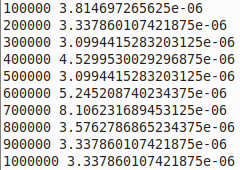 100000 3.814697265625e-06
200000 3.337860107421875e-06
300000 3.0994415283203125e-06
400000 4.5299530029296875e-06
500000 3.0994415283203125e-06
600000 5.245208740234375e-06
700000 8.106231689453125e-06
800000 3.5762786865234375e-06
900000 3.337860107421875e-06
1000000 3.337860107421875e-06